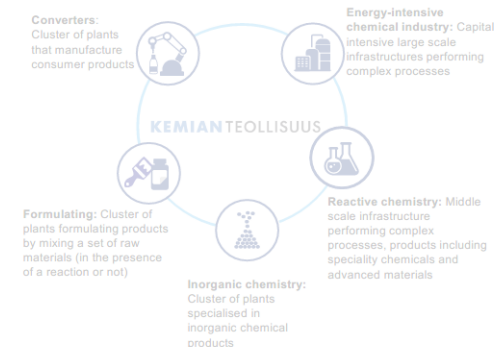 Converters:
Cluster of plants
that manufacture
consumer products
Energy-intensive
chemical industry: Capital
intensive large scale
infrastructures performing
complex processes
KEMIANTEOLLISUUS
Formulating: Cluster of
plants formulating products
by mixing a set of raw
materials (in the presence
of a reaction or not)
Reactive chemistry: Middle
scale infrastructure
performing complex
processes, products including
speciality chemicals and
advanced materials
Inorganic chemistry:
Cluster of plants
specialised in
inorganic chemical
products